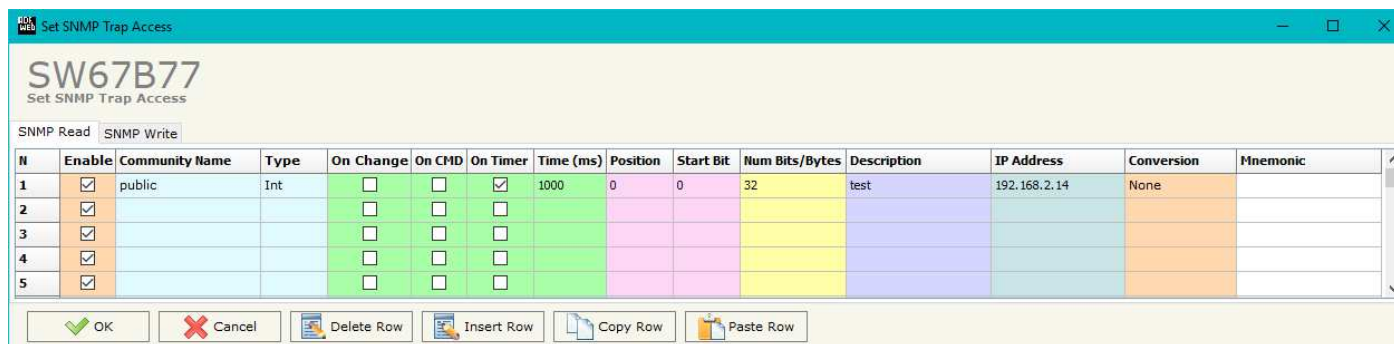 ADF
WEB Set SNMP Trap Access
SW67B77
Set SNMP Trap Access
SNMP Read SNMP Write
N Enable Community Name Type On Change On CMD On Timer Time (ms) Position Start Bit Num Bits/Bytes Description IP Address Conversion Mnemonic
1 public Int 1000 0 0 32 test 192.168.2.14 None
2
3
4
5
OK Cancel Delete Row Insert Row Copy Row Paste Row